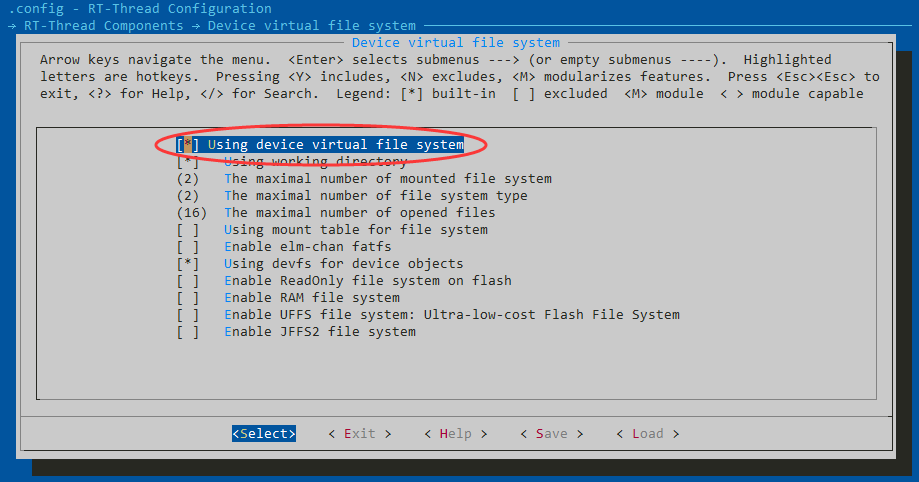 .config - RT-Thread Configuration
→ RT-Thread Components → Device virtual file system
Device virtual file system
Arrow keys navigate the menu.  <Enter> selects submenus ---> (or empty submenus ----).  Highlighted
letters are hotkeys.  Pressing <Y> includes, <N> excludes, <M> modularizes features.  Press <Esc><Esc> to
exit, <?> for Help, </> for Search.  Legend: [*] built-in  [ ] excluded  <M> module  < > module capable
[*] Using device virtual file system
[*]   Using working directory
(2)   The maximal number of mounted file system
(2)   The maximal number of file system type
(16)  The maximal number of opened files
[ ]   Using mount table for file system
[ ]   Enable elm-chan fatfs
[*]   Using devfs for device objects
[ ]   Enable ReadOnly file system on flash
[ ]   Enable RAM file system
[ ]   Enable UFFS file system: Ultra-low-cost Flash File System
[ ]   Enable JFFS2 file system
<Select>    < Exit >    < Help >    < Save >    < Load >